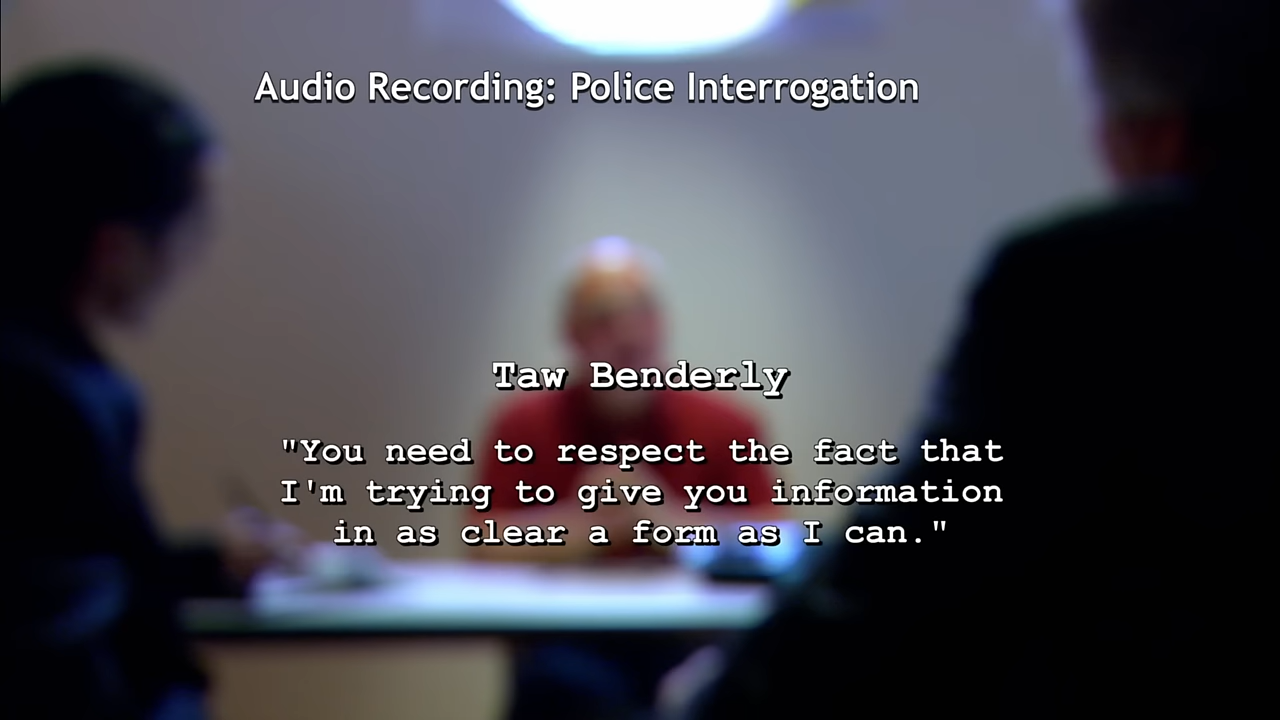 Audio Recording: Police Interrogation
Taw Benderly
"You need to respect the fact that
I'm trying to give you information
in as clear a form as I can."